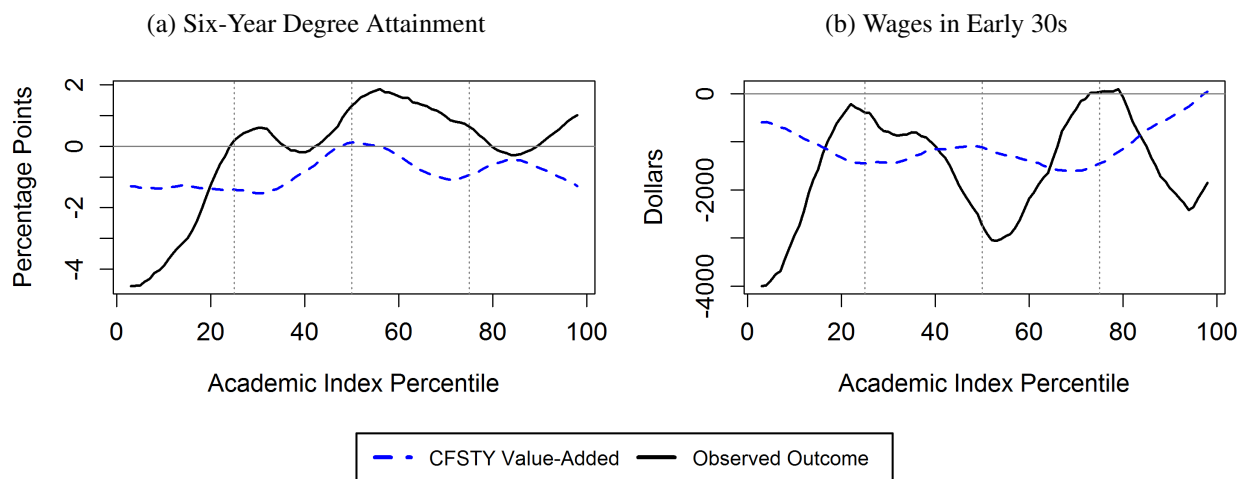 (a) Six-Year Degree Attainment
(b) Wages in Early 30s
Percentage Points
2
0
-2
-4
0 20 40 60 80 100
Academic Index Percentile
Dollars
0
-2000
-4000
0 20 40 60 80 100
Academic Index Percentile
CFSTY Value-Added Observed Outcome